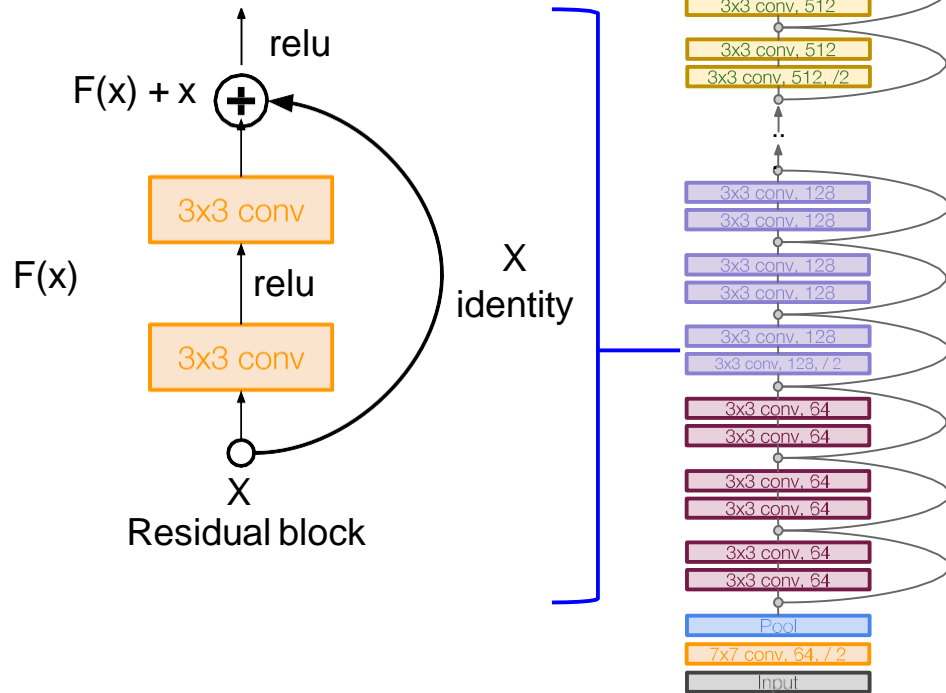 relu
F(x) + x
3x3 conv
F(x)
relu
X
identity
3x3 conv
X
Residual block
3x3 conv, 512
3x3 conv, 512
3x3 conv, 512, /2
..
3x3 conv, 128
3x3 conv, 128
3x3 conv, 128
3x3 conv, 128
3x3 conv, 128
3x3 conv, 128, / 2
3x3 conv, 64
3x3 conv, 64
3x3 conv, 64
3x3 conv, 64
3x3 conv, 64
3x3 conv, 64
Pool
7x7 conv, 64, / 2
Input